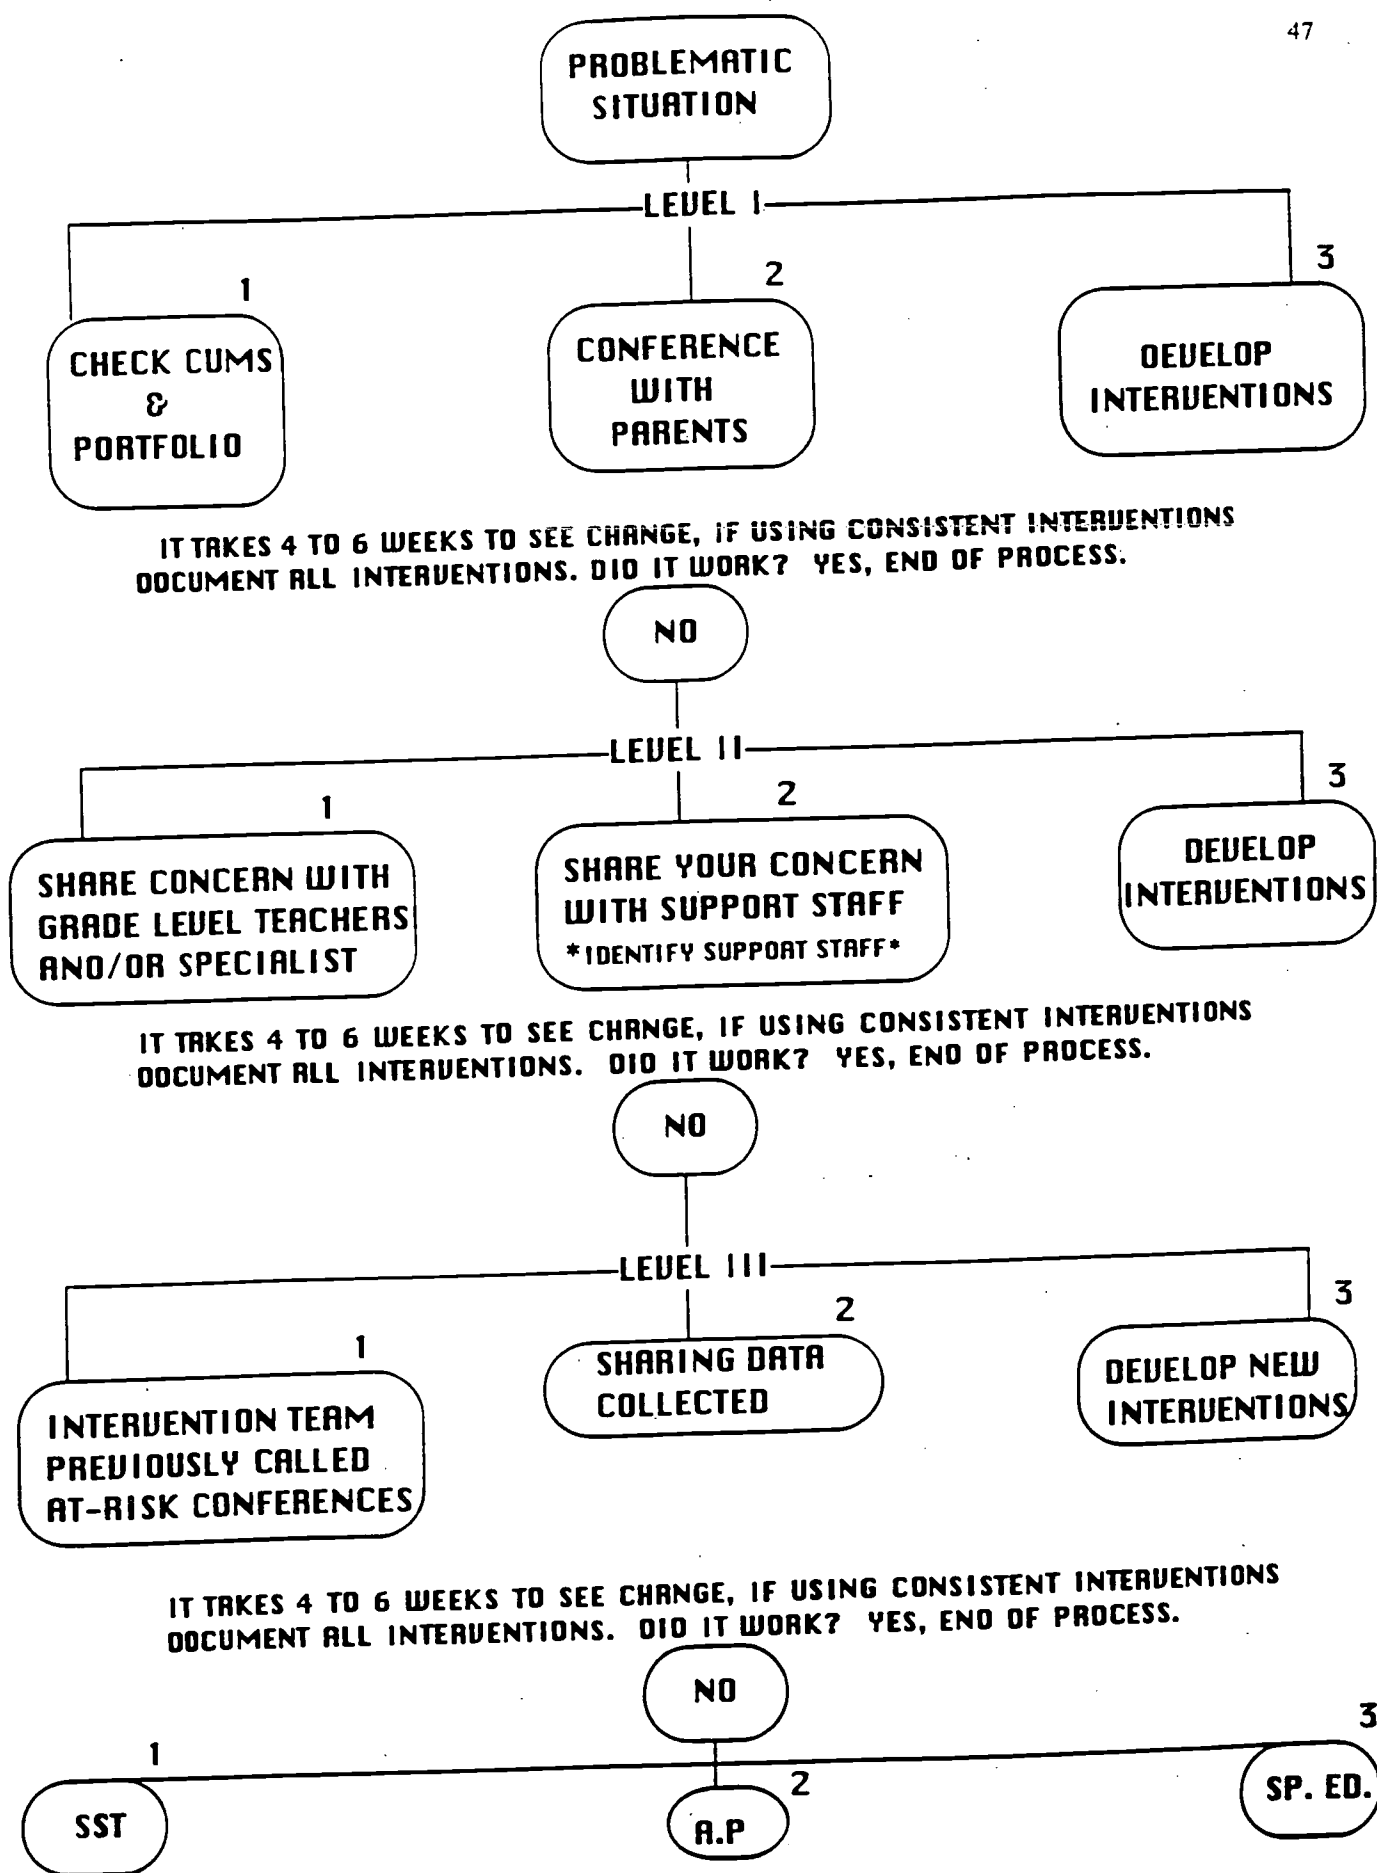 47
PROBLEMATIC
SITUATION
LEVEL I
1
2
3
CHECK CUMS
&
PORTFOLIO
CONFERENCE
WITH
PARENTS
DEVELOP
INTERVENTIONS
IT TAKES 4 TO 6 WEEKS TO SEE CHANGE, IF USING CONSISTENT INTERVENTIONS
DOCUMENT ALL INTERVENTIONS. DID IT WORK? YES, END OF PROCESS.
NO
LEVEL II
1
2
3
SHARE CONCERN WITH
GRADE LEVEL TEACHERS
AND/OR SPECIALIST
SHARE YOUR CONCERN
WITH SUPPORT STAFF
*IDENTIFY SUPPORT STAFF*
DEVELOP
INTERVENTIONS
IT TAKES 4 TO 6 WEEKS TO SEE CHANGE, IF USING CONSISTENT INTERVENTIONS
DOCUMENT ALL INTERVENTIONS. DID IT WORK? YES, END OF PROCESS.
NO
LEVEL III
1
2
3
INTERVENTION TEAM
PREVIOUSLY CALLED
AT-RISK CONFERENCES
SHARING DATA
COLLECTED
DEVELOP NEW
INTERVENTIONS
IT TAKES 4 TO 6 WEEKS TO SEE CHANGE, IF USING CONSISTENT INTERVENTIONS
DOCUMENT ALL INTERVENTIONS. DID IT WORK? YES, END OF PROCESS.
NO
1
2
3
SST
A.P
SP. ED.